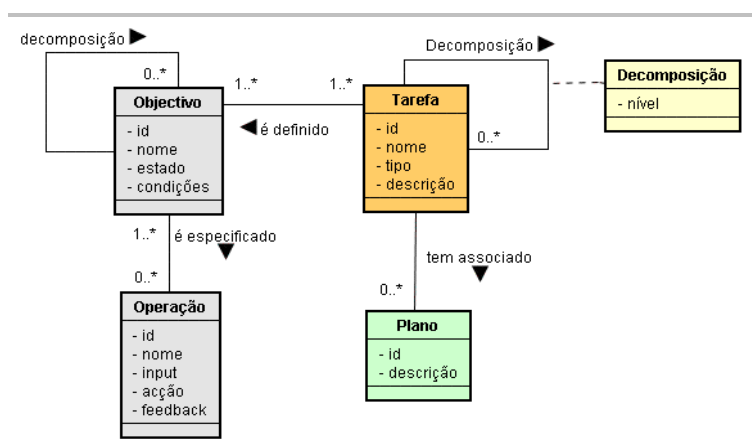 decomposição ▶
0..*
Objectivo
- id
- nome
- estado
- condições
1..*
1..*
◀ é definido
Decomposição ▶
Tarefa
- id
- nome
- tipo
- descrição
0..*
Decomposição
- nível
1..*
é especificado
▼
0..*
Operação
- id
- nome
- input
- acção
- feedback
tem associado
▼
0..*
Plano
- id
- descrição